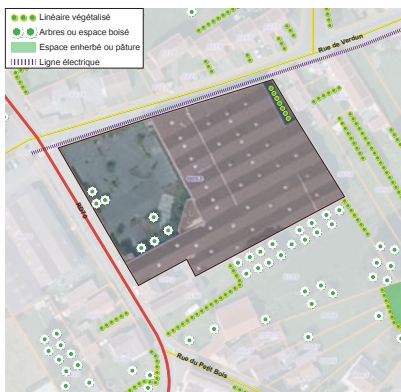 Linéaire végétalisé
Arbres ou espace boisé
Espace enherbé ou pâture
Ligne électrique
Rue de Verdun
Rue du Petit Bois